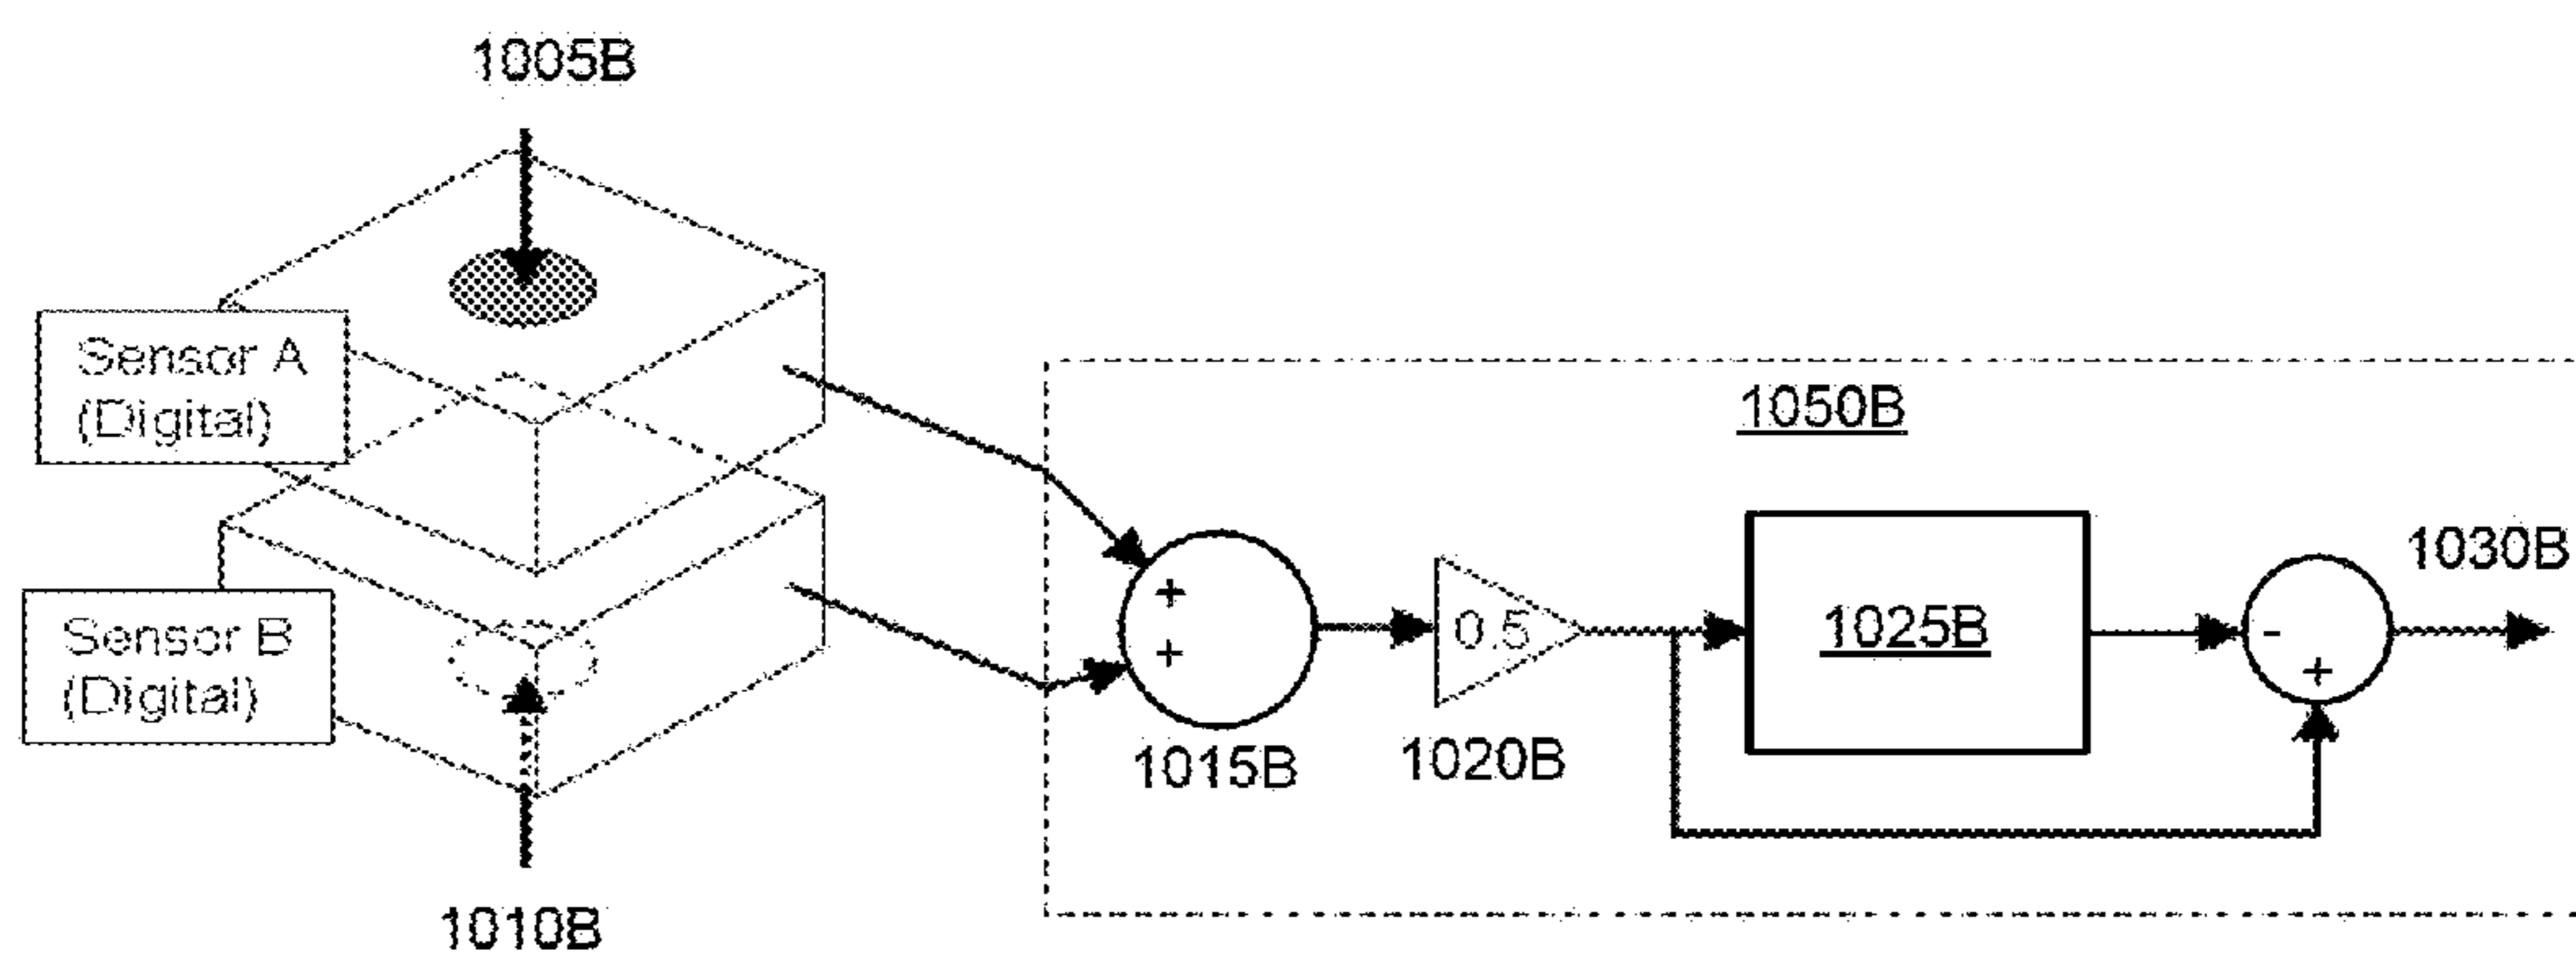 1005B
Sensor A
(Digital)
1050B
+
+
0.5
1025B
-
+
1030B
Sensor B
(Digital)
1015B
1020B
1010B